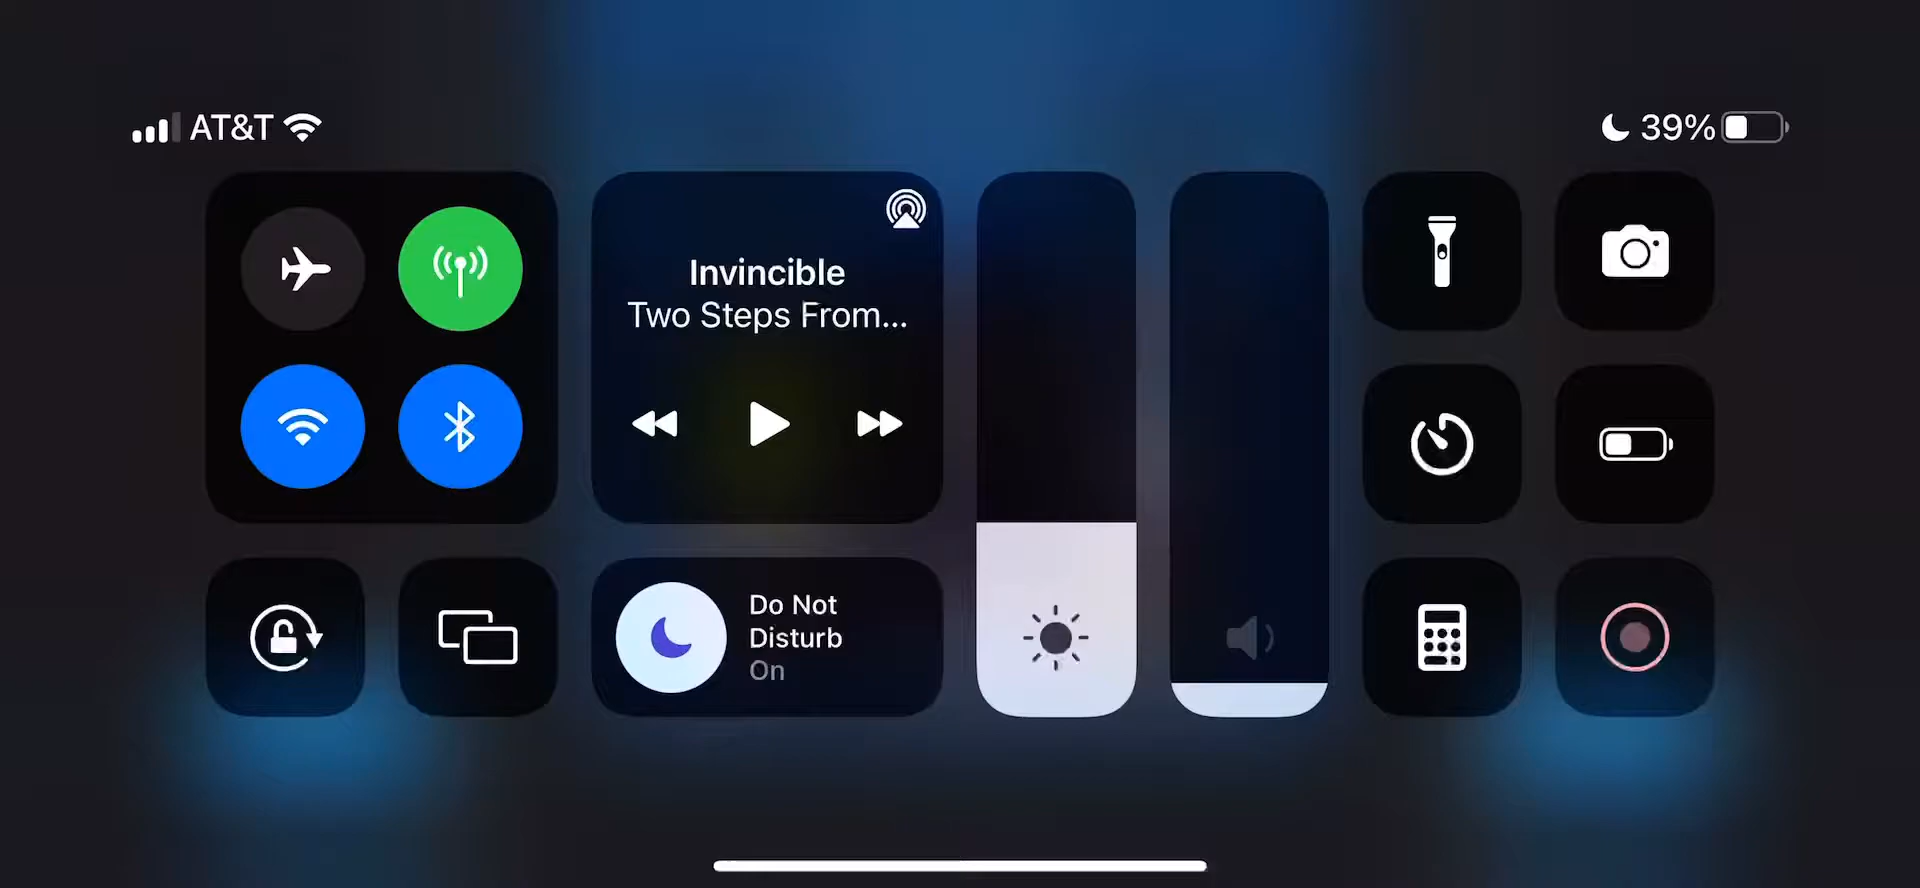 AT&T
39%
Invincible
Two Steps From...
Do Not
Disturb
On